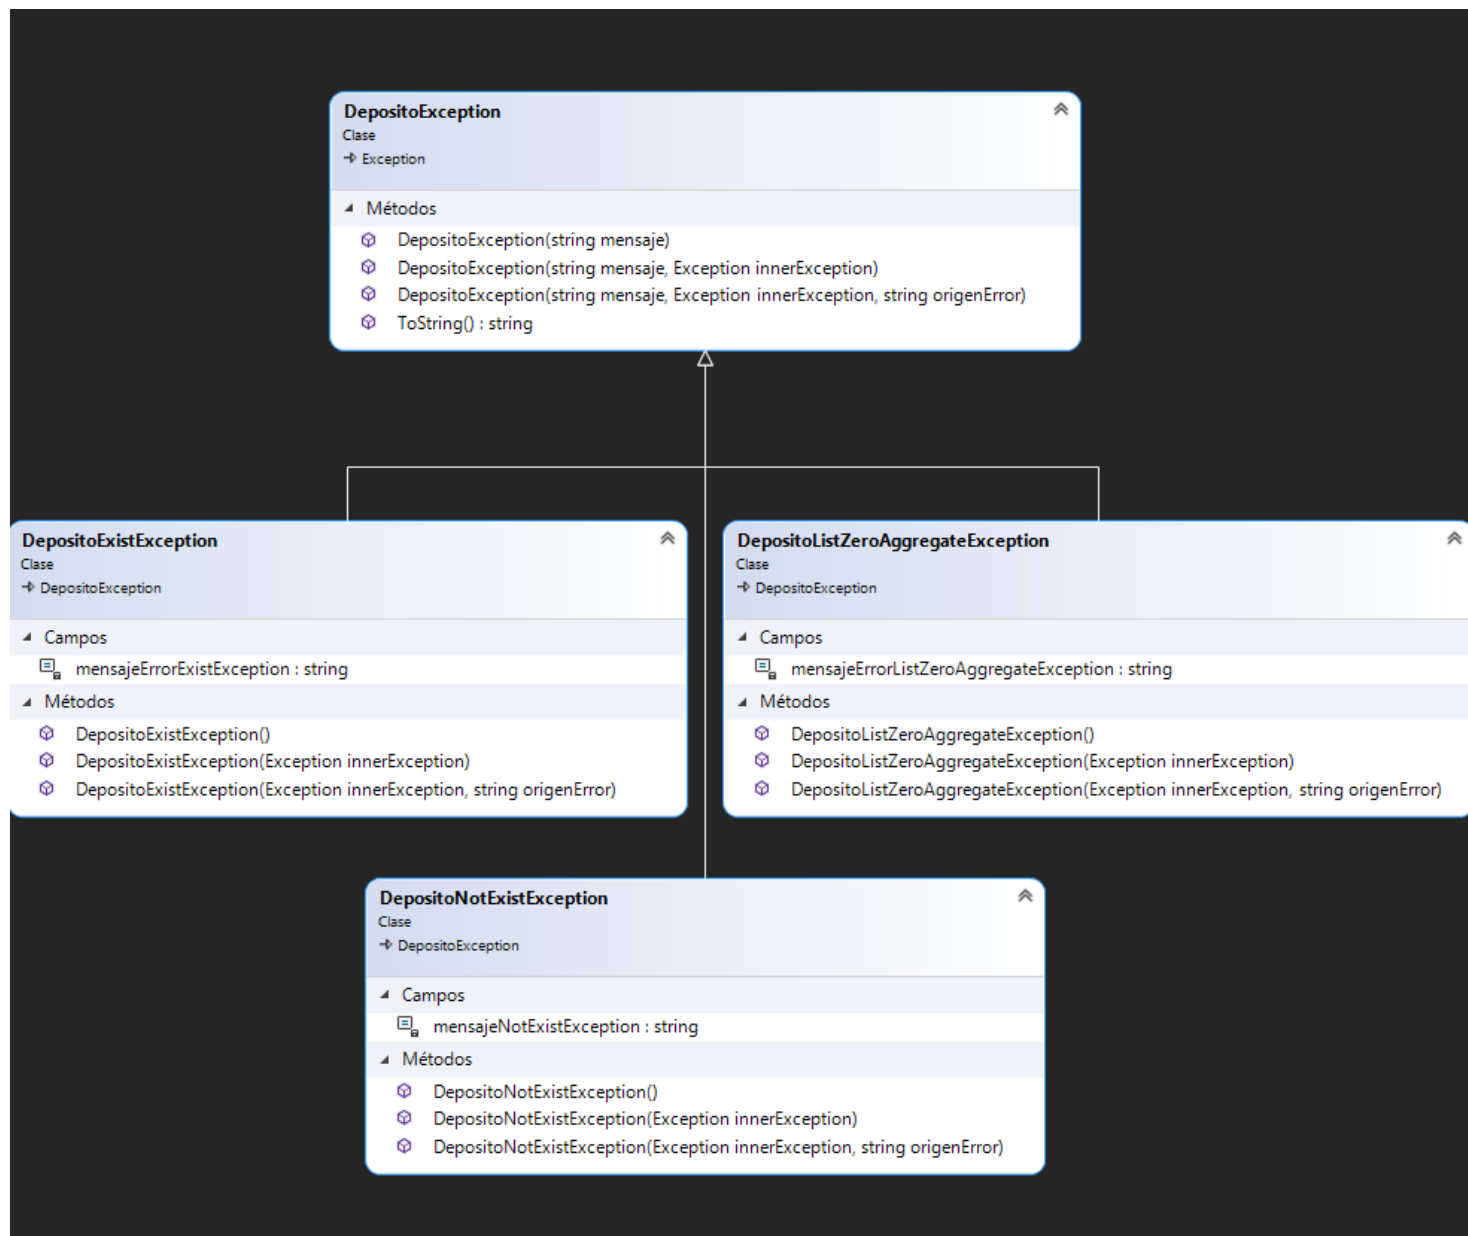 DepositoException
Clase
Exception
Métodos
DepositoException(string mensaje)
DepositoException(string mensaje, Exception innerException)
DepositoException(string mensaje, Exception innerException, string origenError)
ToString() : string
DepositoExistException
Clase
DepositoException
Campos
mensajeErrorExistException : string
Métodos
DepositoExistException()
DepositoExistException(Exception innerException)
DepositoExistException(Exception innerException, string origenError)
DepositoListZeroAggregateException
Clase
DepositoException
Campos
mensajeErrorListZeroAggregateException : string
Métodos
DepositoListZeroAggregateException()
DepositoListZeroAggregateException(Exception innerException)
DepositoListZeroAggregateException(Exception innerException, string origenError)
DepositoNotExistException
Clase
DepositoException
Campos
mensajeNotExistException : string
Métodos
DepositoNotExistException()
DepositoNotExistException(Exception innerException)
DepositoNotExistException(Exception innerException, string origenError)